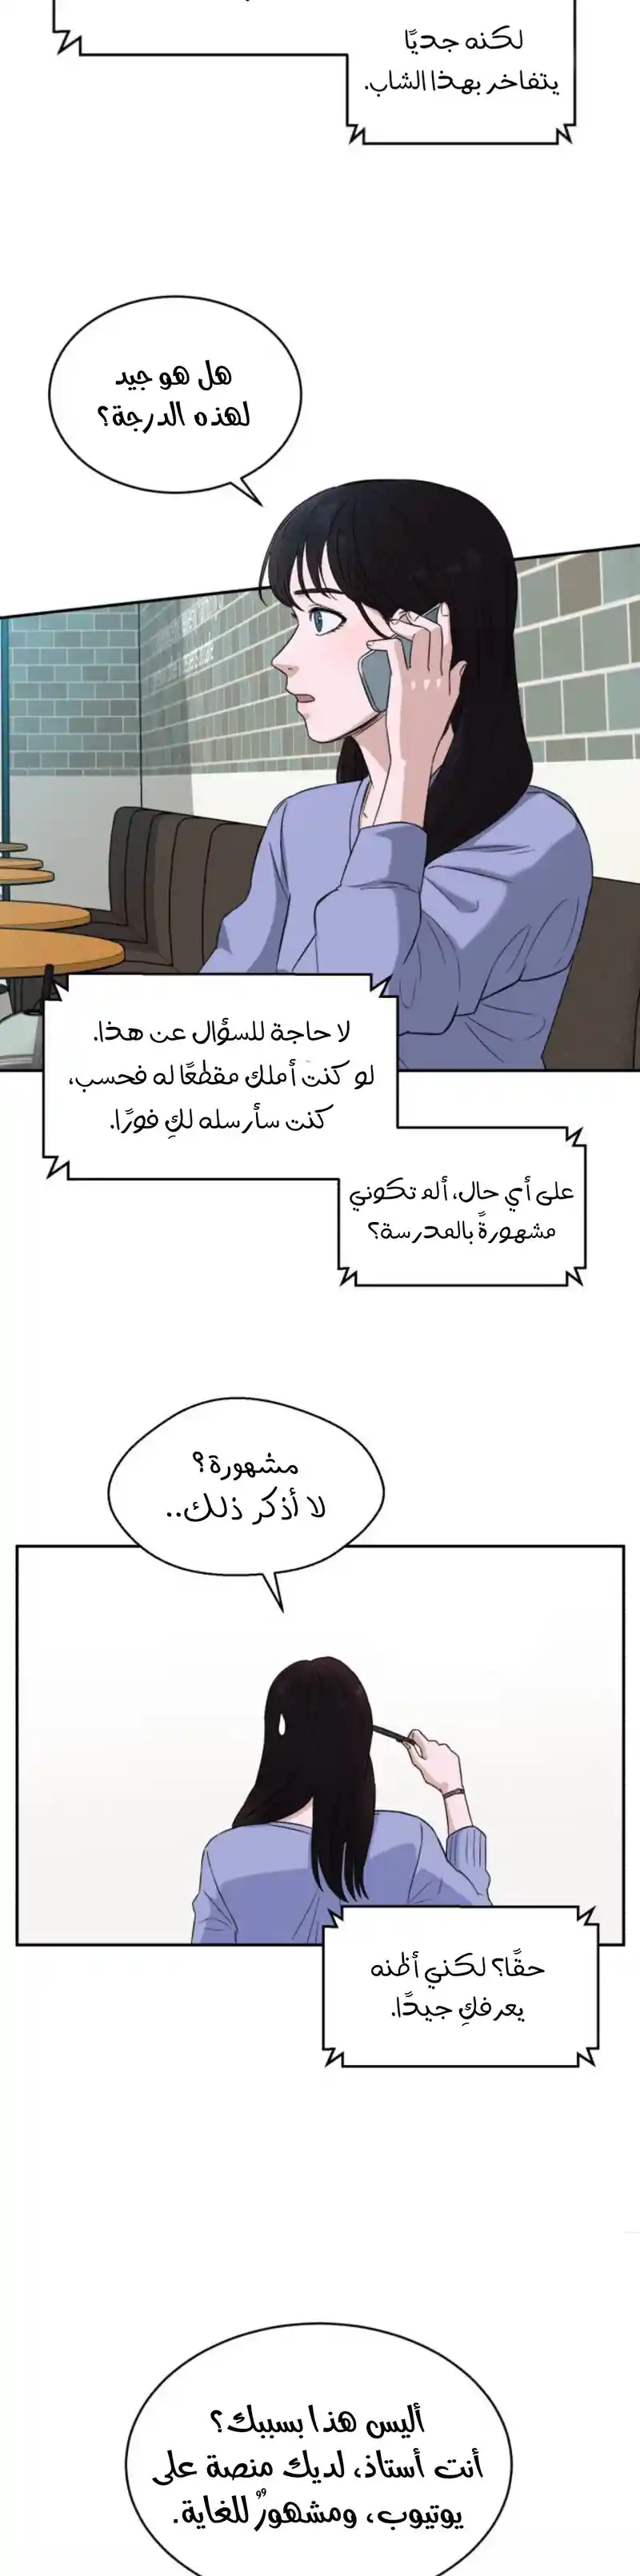 لكنه جديًا
يتفاخر بهذا الشاب.
هل هو جيد
لهذه الدرجة؟
لا حاجة للسؤال عن هذا.
لو كنت أملك مقطعًا له فحسب،
كنت سأرسله لكِ فورًا.
على أي حال، ألم تكوني
مشهورةً بالمدرسة؟
مشهورة؟
لا أذكر ذلك..
حقًا؟ لكني أظنه
يعرفكِ جيدًا.
أليس هذا بسببك؟
أنت أستاذ، لديك منصة على
يوتيوب، ومشهورٌ للغاية.